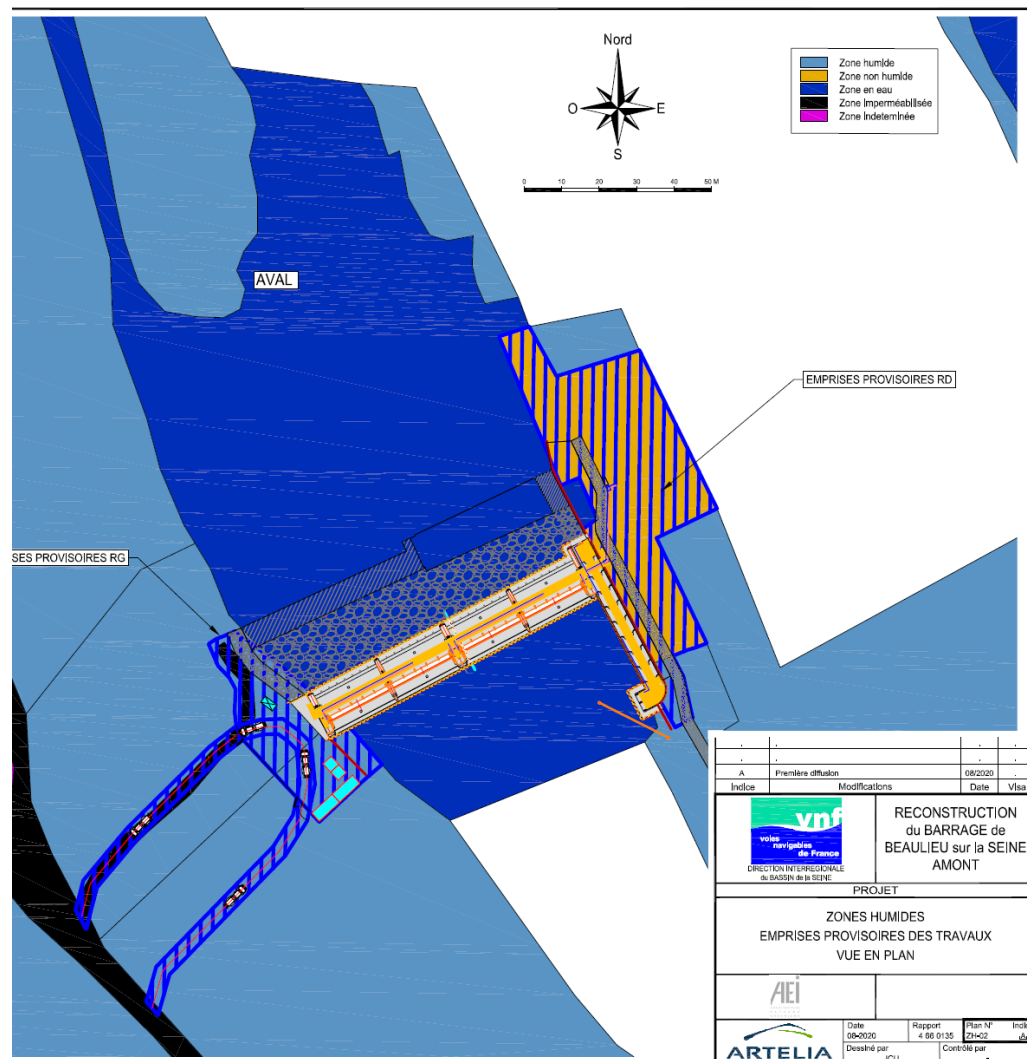 Nord
O
E
S
Zone humide
Zone non humide
Zone en eau
Zone Imperméabilisée
Zone Indeterninée
0 10 20 30 40 50 M
AVAL
EMPRISES PROVISOIRES RD
SES PROVISOIRES RG
A Première diffusion 08/2020
Indice Modifications Date Visa
vnf
voies
navigables
de France
DIRECTION INTERREGIONALE
du BASSIN de la SEINE
RECONSTRUCTION
du BARRAGE de
BEAULIEU sur la SEINE
AMONT
PROJET
ZONES HUMIDES
EMPRISES PROVISOIRES DES TRAVAUX
VUE EN PLAN
AEI
ARTELIA
Date
08-2020
Rapport
4 66 0135
Plan N°
ZH-02
Dessiné par
Contrôlé par